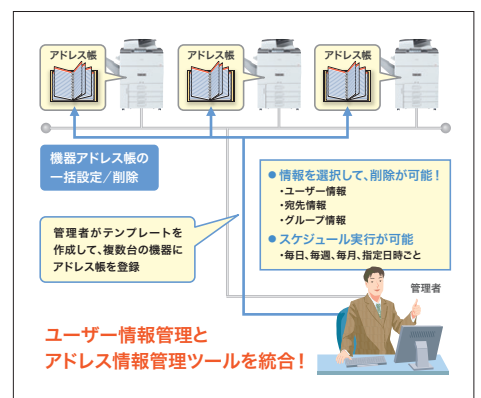 アドレス帳
アドレス帳
アドレス帳
機器アドレス帳の
一括設定/削除
●情報を選択して、削除が可能!
・ユーザー情報
・宛先情報
・グループ情報
●スケジュール実行が可能
・毎日、毎週、毎月、指定日時ごと
管理者がテンプレートを
作成して、複数台の機器に
アドレス帳を登録
管理者
ユーザー情報管理と
アドレス情報管理ツールを統合!